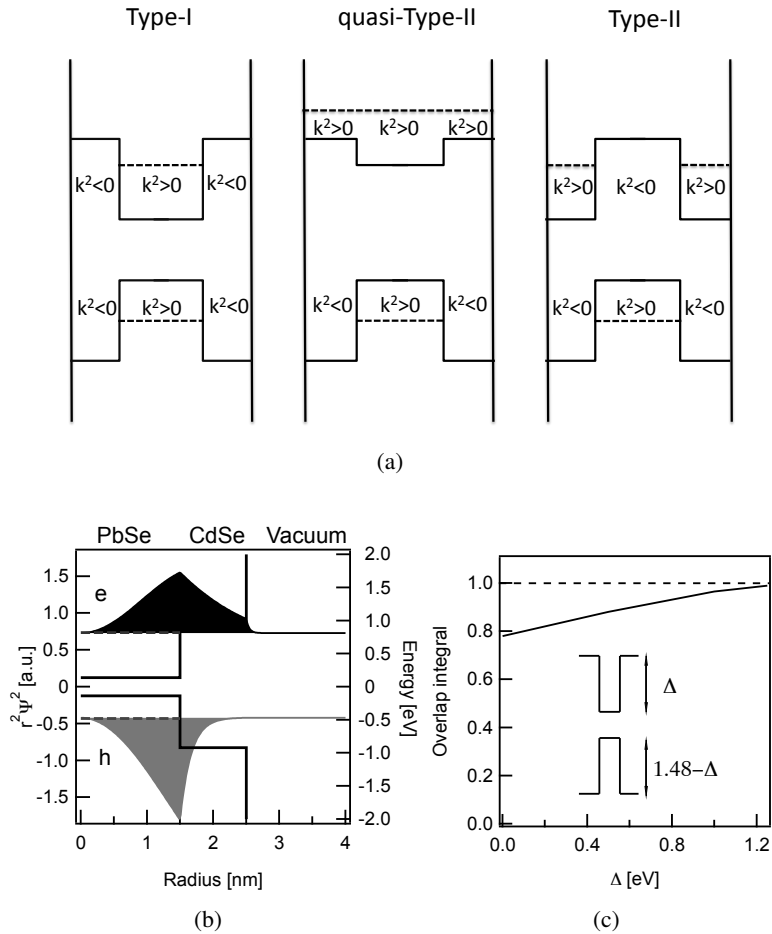 Type-I quasi-Type-II Type-II
k²>0 k²>0 k²>0
k²<0 k²>0 k²<0 k²>0 k²<0 k²>0
k²<0 k²>0 k²<0 k²<0 k²>0 k²<0 k²<0 k²>0 k²<0
(a)
PbSe CdSe Vacuum
e
h
r²Ψ² [a.u.]
1.5
1.0
0.5
0
-0.5
-1.0
-1.5
2.0
1.5
1.0
0.5
0
-0.5
-1.0
-1.5
-2.0
Energy [eV]
0 1 2 3 4
Radius [nm]
(b)
Overlap integral
1.0
0.8
0.6
0.4
0.2
0.0
Δ
1.48-Δ
0.0 0.4 0.8 1.2
Δ [eV]
(c)